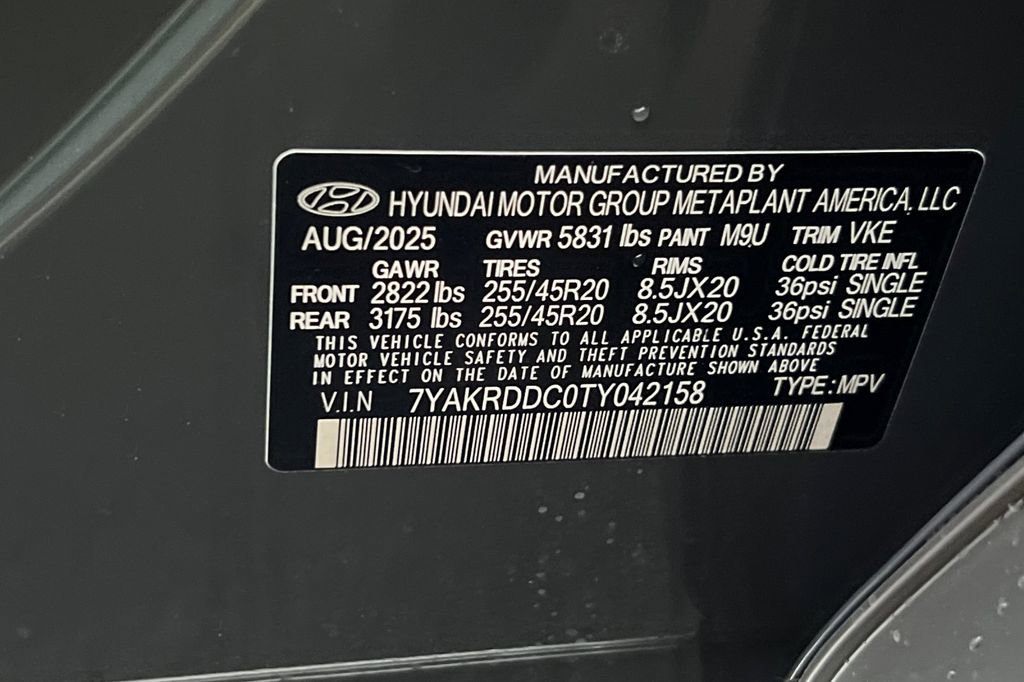 MANUFACTURED BY
HYUNDAI MOTOR GROUP METAPLANT AMERICA, LLC
AUG/2025 GVWR 5831 lbs PAINT M9U TRIM VKE
GAWR TIRES RIMS COLD TIRE INFL
FRONT 2822 lbs 255/45R20 8.5JX20 36psi SINGLE
REAR 3175 lbs 255/45R20 8.5JX20 36psi SINGLE
THIS VEHICLE CONFORMS TO ALL APPLICABLE U.S.A. FEDERAL
MOTOR VEHICLE SAFETY AND THEFT PREVENTION STANDARDS
IN EFFECT ON THE DATE OF MANUFACTURE SHOWN ABOVE
V.I.N 7YAKRDDC0TY042158 TYPE:MPV